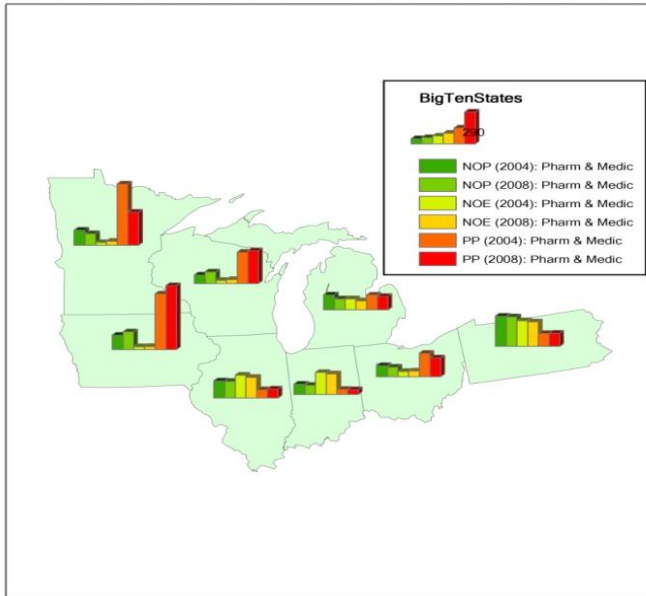 BigTenStates
290
NOP (2004): Pharm & Medic
NOP (2008): Pharm & Medic
NOE (2004): Pharm & Medic
NOE (2008): Pharm & Medic
PP (2004): Pharm & Medic
PP (2008): Pharm & Medic